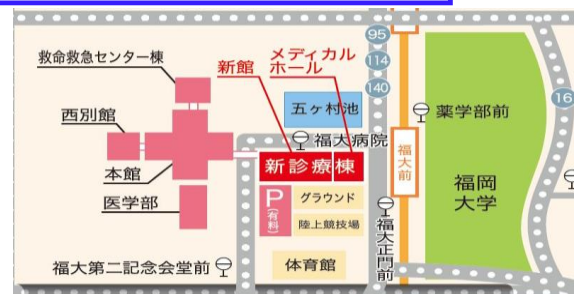 95
救命救急センター棟
メディカル
ホール
新館
114
140
16
西別館
五ヶ村池
薬学部前
福大病院
福大前
本館
新診療棟
福岡
大学
医学部
P
(有料)
グラウンド
陸上競技場
福大正門前
福大第二記念会堂前
体育館